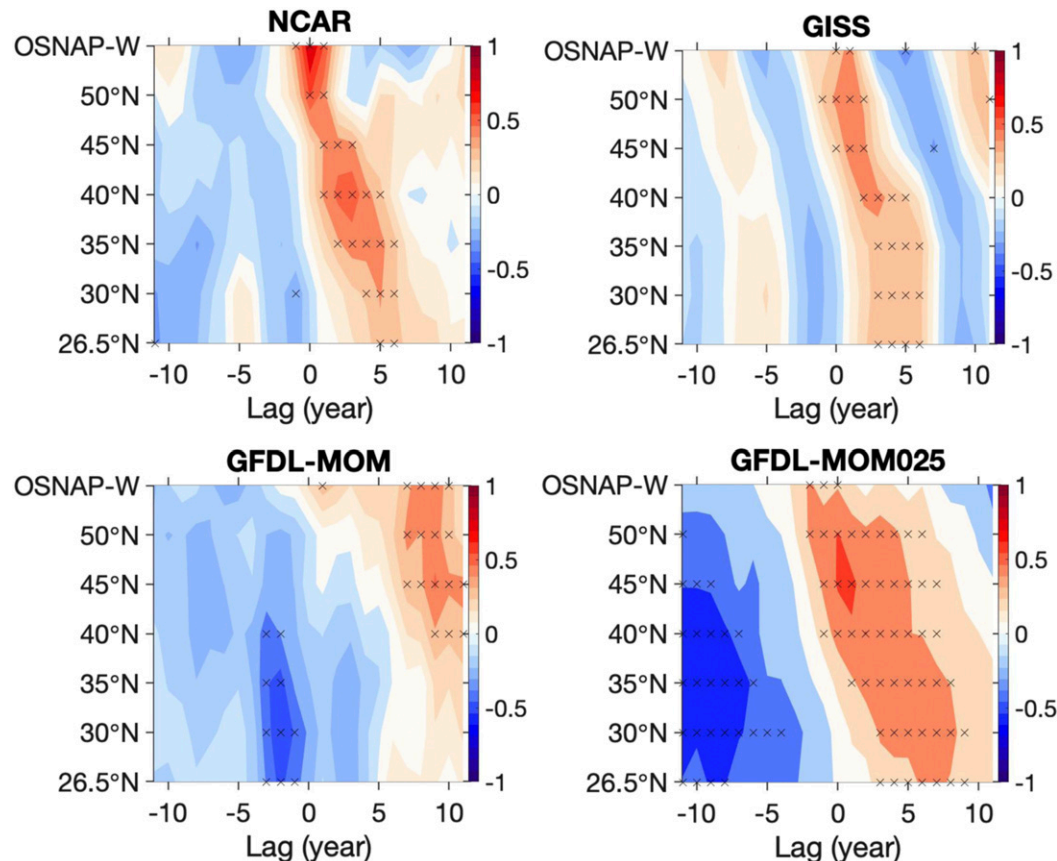 NCAR
OSNAP-W
50°N
45°N
40°N
35°N
30°N
26.5°N
-10 -5 0 5 10
Lag (year)
1
0.5
0
-0.5
-1
GISS
OSNAP-W
50°N
45°N
40°N
35°N
30°N
26.5°N
-10 -5 0 5 10
Lag (year)
1
0.5
0
-0.5
-1
GFDL-MOM
OSNAP-W
50°N
45°N
40°N
35°N
30°N
26.5°N
-10 -5 0 5 10
Lag (year)
1
0.5
0
-0.5
-1
GFDL-MOM025
OSNAP-W
50°N
45°N
40°N
35°N
30°N
26.5°N
-10 -5 0 5 10
Lag (year)
1
0.5
0
-0.5
-1